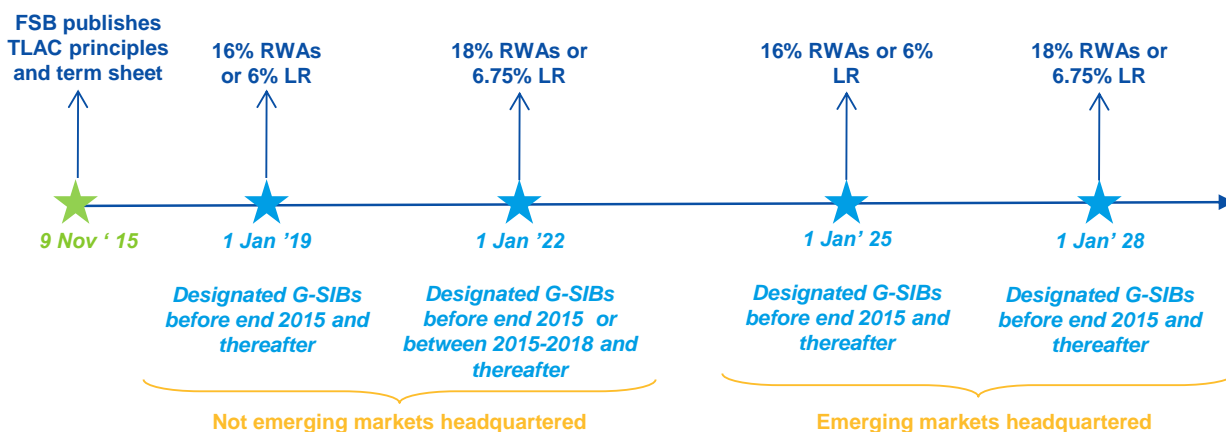 FSB publishes
TLAC principles
and term sheet
16% RWAs
or 6% LR
18% RWAs or
6.75% LR
16% RWAs or 6%
LR
18% RWAs or
6.75% LR
9 Nov ‘ 15
1 Jan ’19
1 Jan ’22
1 Jan’ 25
1 Jan’ 28
Designated G-SIBs
before end 2015 and
thereafter
Designated G-SIBs
before end 2015 or
between 2015-2018 and
thereafter
Designated G-SIBs
before end 2015 and
thereafter
Designated G-SIBs
before end 2015 and
thereafter
Not emerging markets headquartered
Emerging markets headquartered